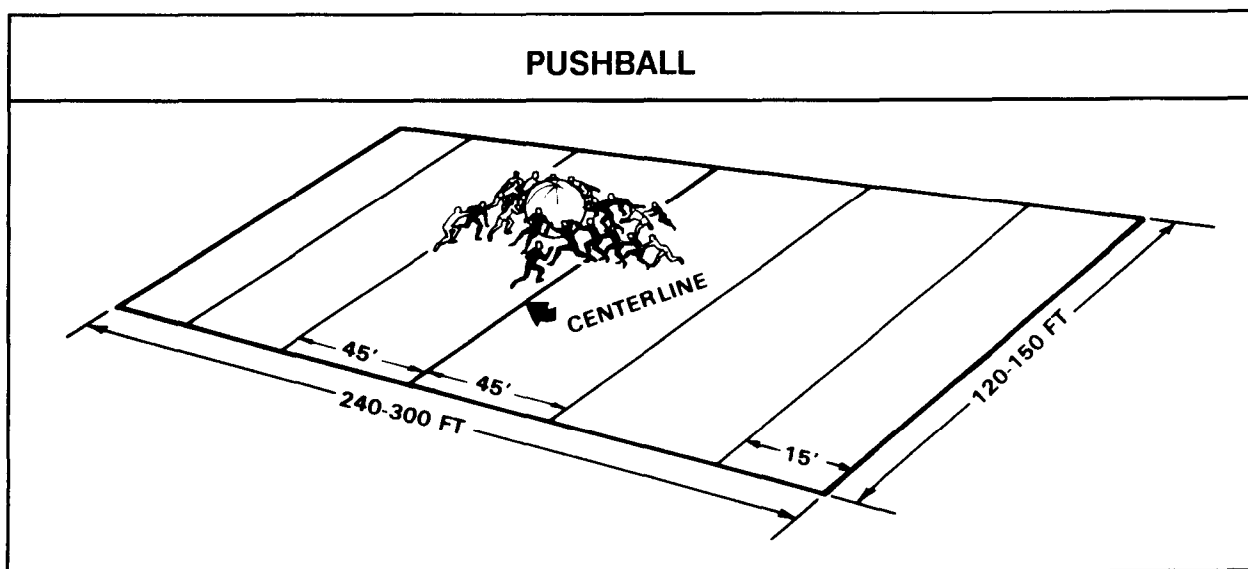 PUSHBALL
CENTERLINE
45'
45'
240-300 FT
15'
120-150 FT